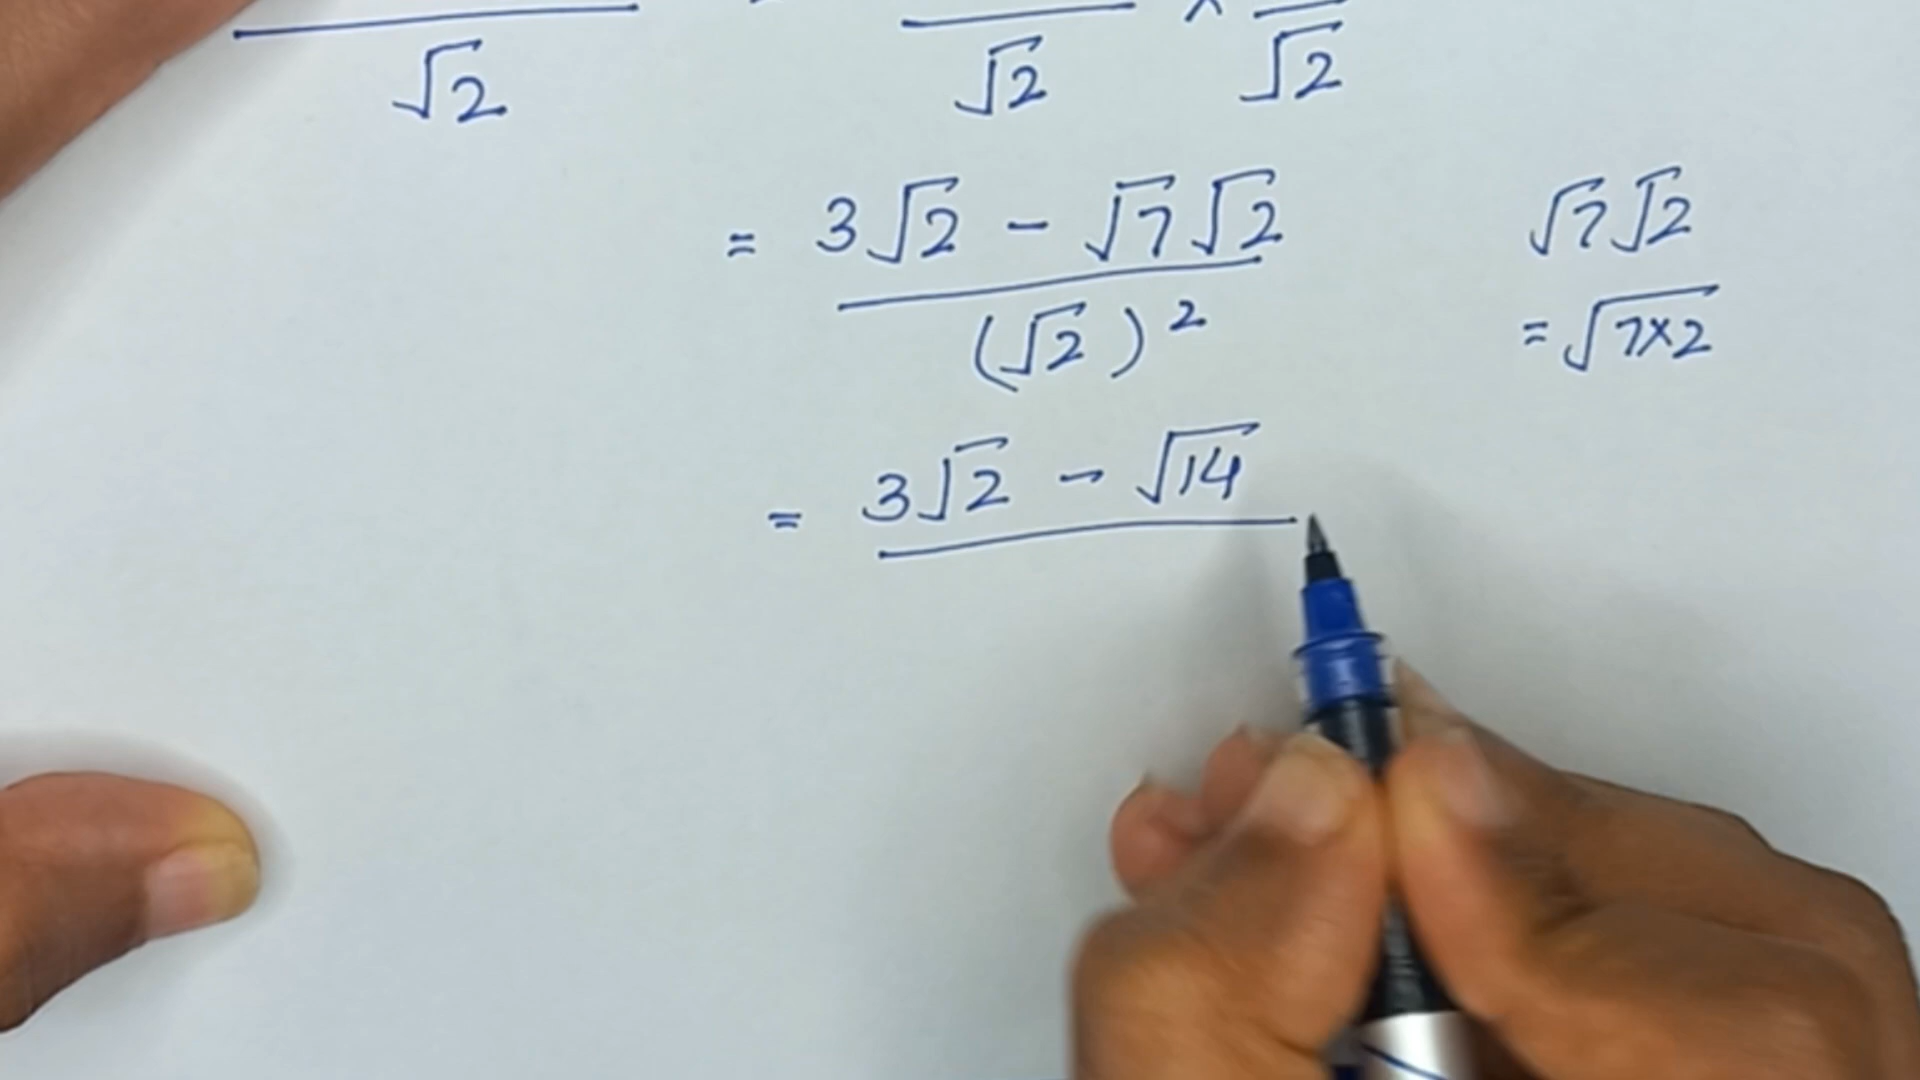 √2 √2 × √2
= 3√2 - √7√2 / (√2)² √7√2
= √7×2
= 3√2 - √14